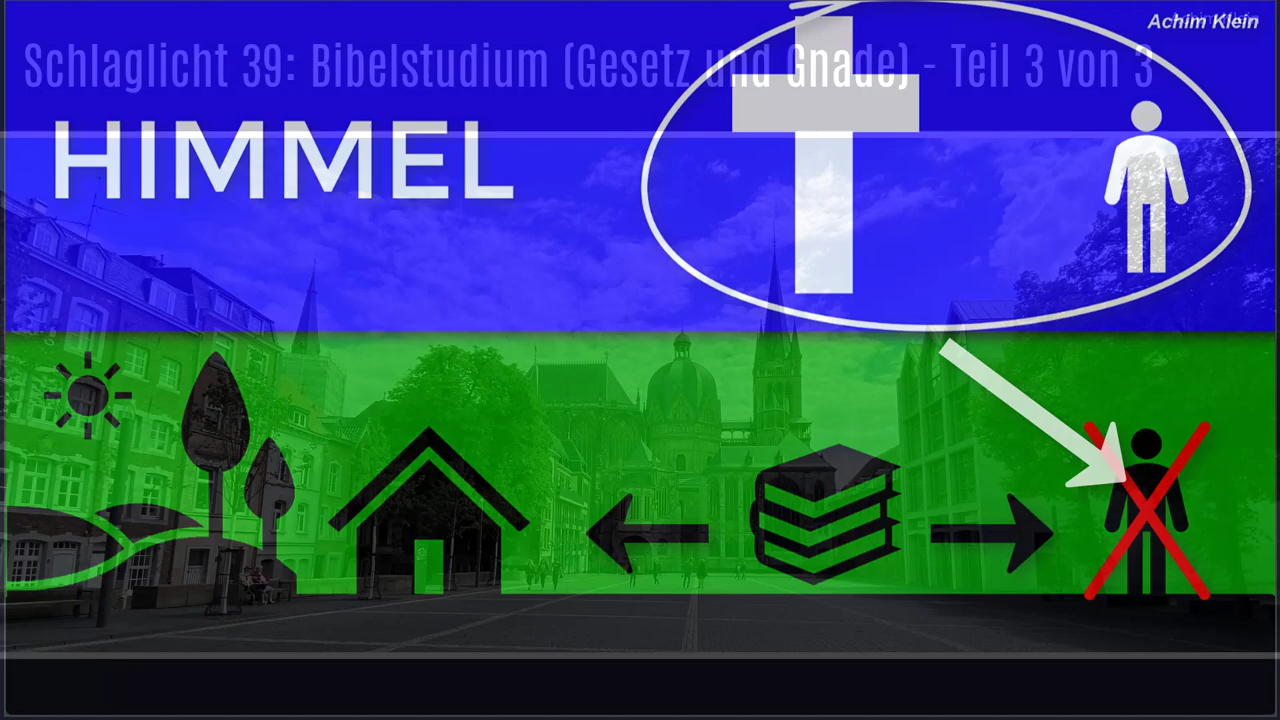 Achim Klein
Schlaglicht 39: Bibelstudium (Gesetz und Gnade) - Teil 3 von 3
HIMMEL